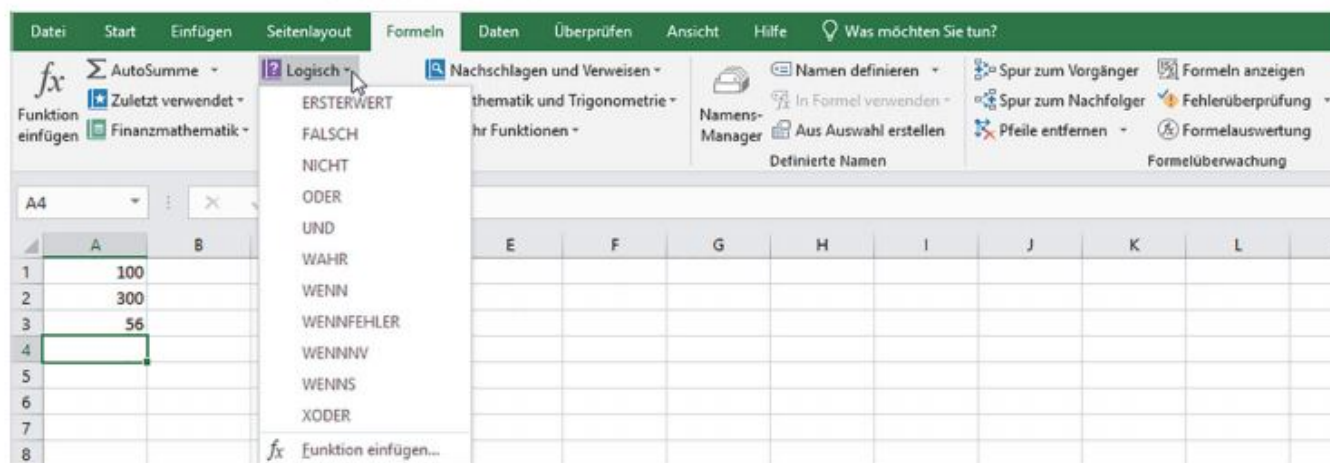 Datei Start Einfügen Seitenlayout Formeln Daten Überprüfen Ansicht Hilfe Was möchten Sie tun?
fx Funktion einfügen
AutoSumme
Zuletzt verwendet
Finanzmathematik
Logisch
Nachschlagen und Verweisen
thematik und Trigonometrie
hr Funktionen
Namens-
Manager
Namen definieren
In Formel verwenden
Aus Auswahl erstellen
Definierte Namen
Spur zum Vorgänger
Spur zum Nachfolger
Pfeile entfernen
Formeln anzeigen
Fehlerüberprüfung
Formelauswertung
Formelüberwachung
ERSTERWERT
FALSCH
NICHT
ODER
UND
WAHR
WENN
WENNFEHLER
WENNNV
WENNS
XODER
fx Funktion einfügen...
A4
A B E F G H I J K L
1 100
2 300
3 56
4
5
6
7
8